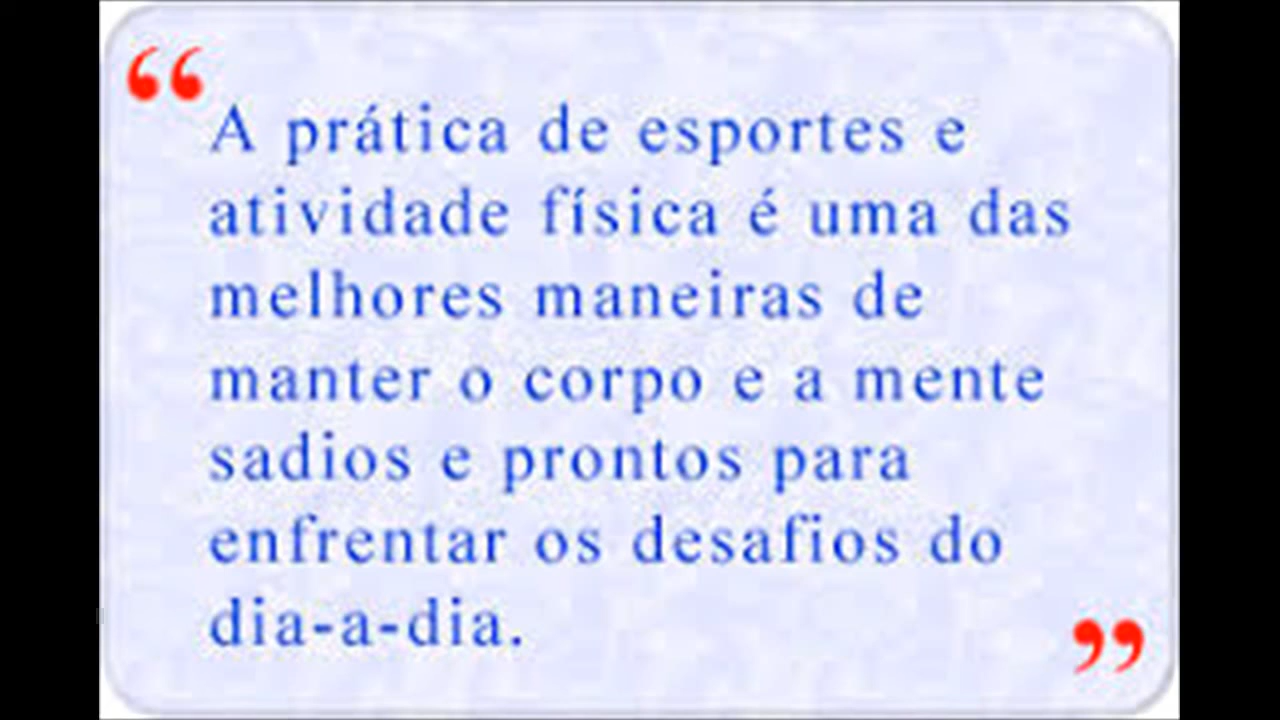 “A prática de esportes e
atividade física é uma das
melhores maneiras de
manter o corpo e a mente
sadios e prontos para
enfrentar os desafios do
dia-a-dia.”